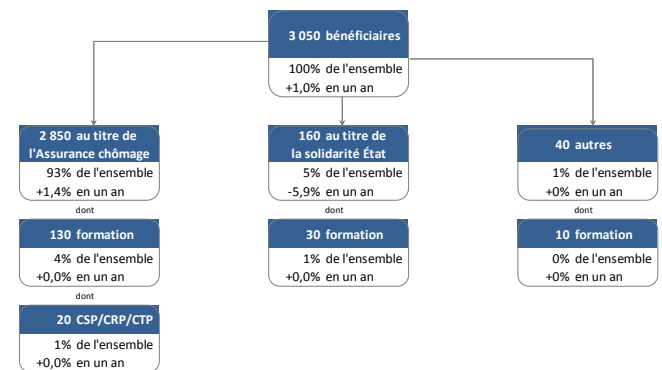 3 050 bénéficiaires
100% de l'ensemble
+1,0% en un an
2 850 au titre de
l'Assurance chômage
93% de l'ensemble
+1,4% en un an
dont
130 formation
4% de l'ensemble
+0,0% en un an
dont
20 CSP/CRP/CTP
1% de l'ensemble
+0,0% en un an
160 au titre de
la solidarité État
5% de l'ensemble
-5,9% en un an
dont
30 formation
1% de l'ensemble
+0,0% en un an
40 autres
1% de l'ensemble
+0% en un an
dont
10 formation
0% de l'ensemble
+0% en un an